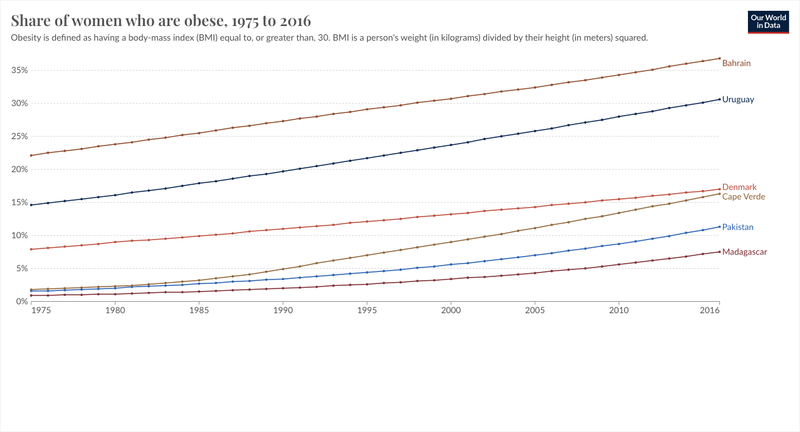 Share of women who are obese, 1975 to 2016
Our World
in Data
Obesity is defined as having a body-mass index (BMI) equal to, or greater than, 30. BMI is a person's weight (in kilograms) divided by their height (in meters) squared.
35%
30%
25%
20%
15%
10%
5%
0%
Bahrain
Uruguay
Denmark
Cape Verde
Pakistan
Madagascar
1975
1980
1985
1990
1995
2000
2005
2010
2016